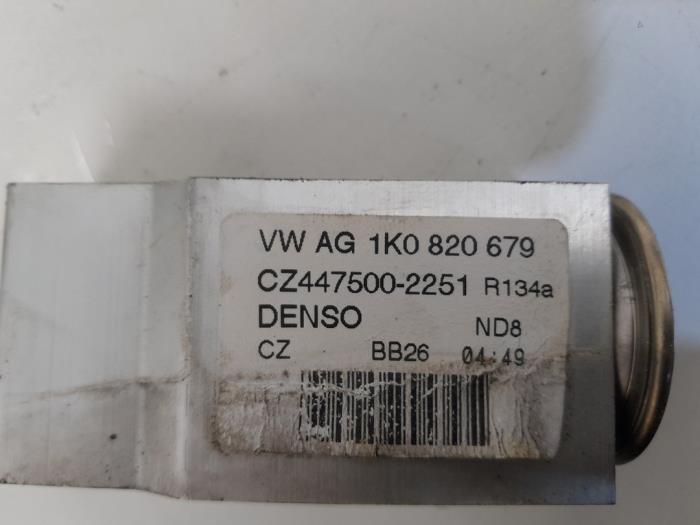 VW AG 1K0 820 679
CZ447500-2251 R134a
DENSO ND8
CZ BB26 04:49